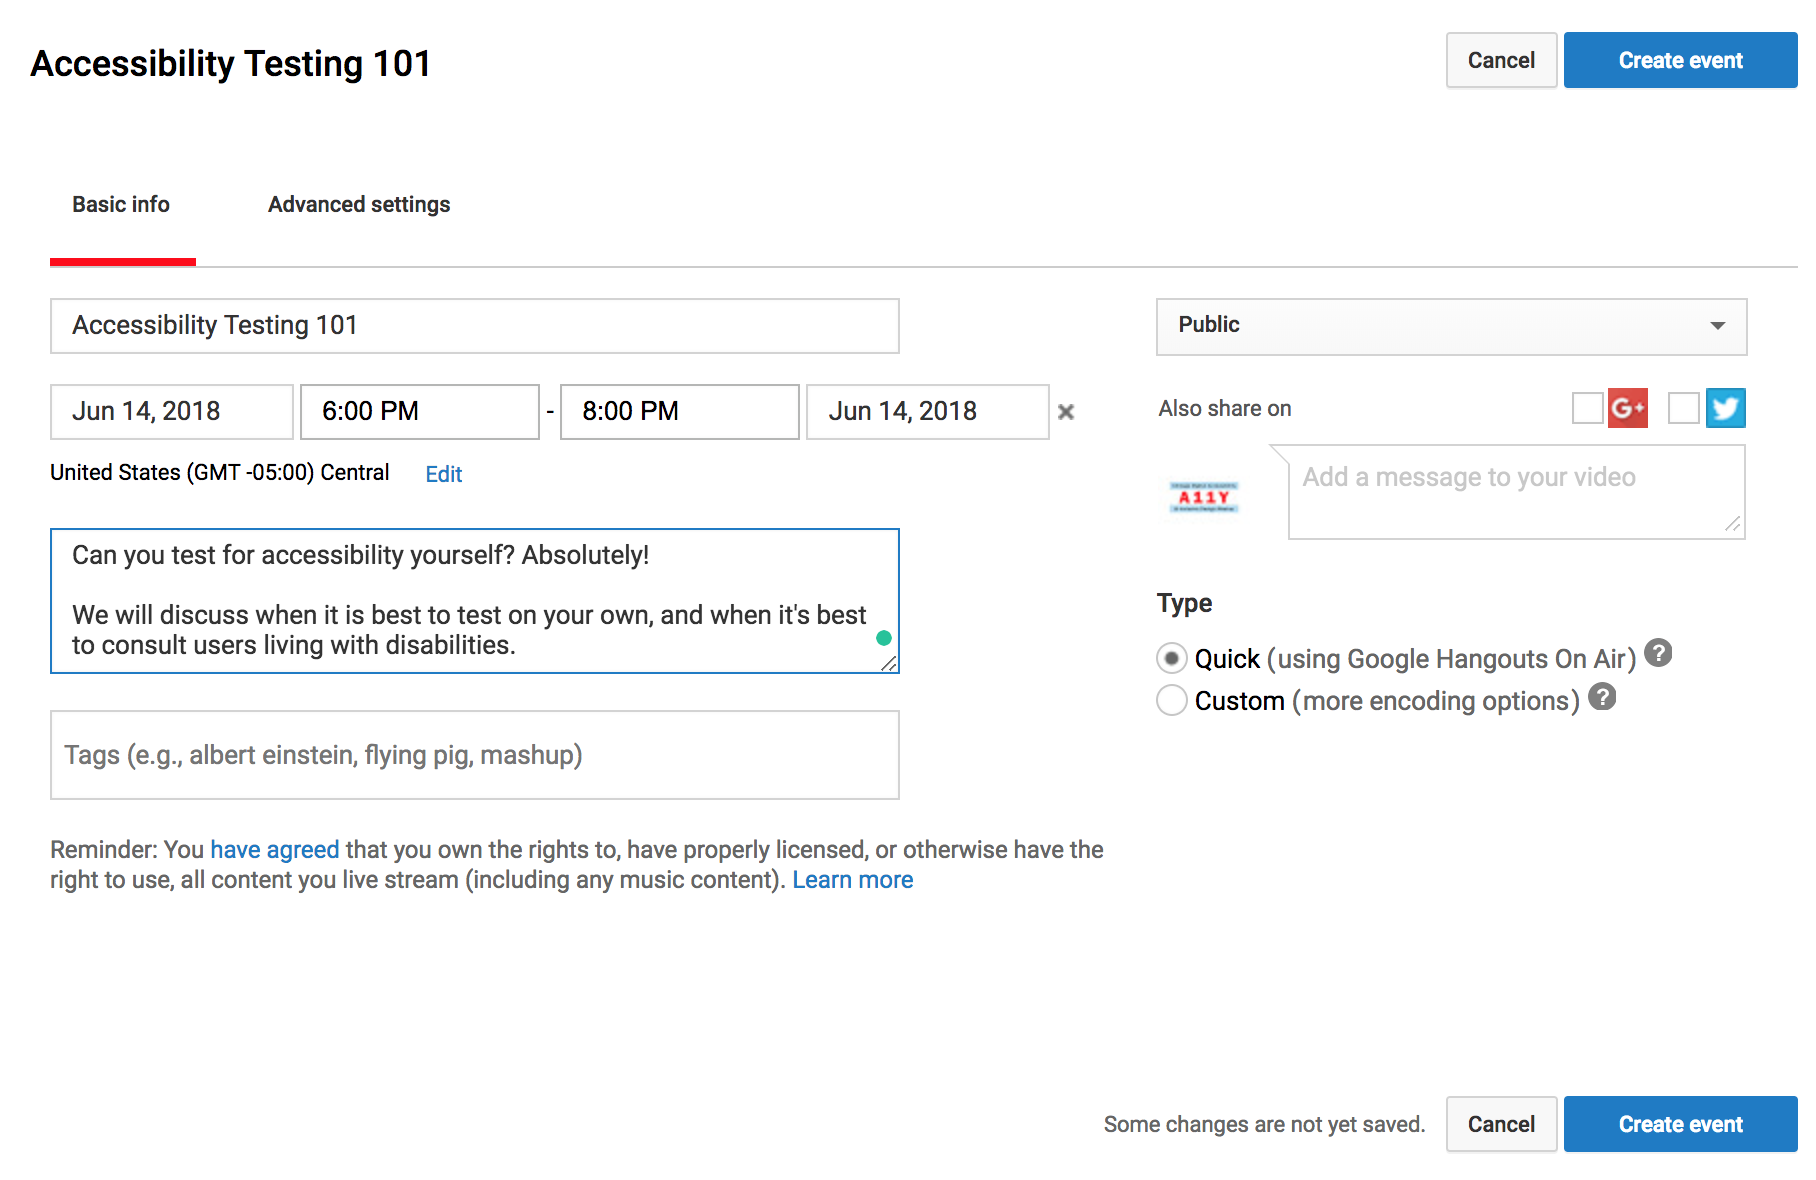 Accessibility Testing 101
Cancel
Create event
Basic info
Advanced settings
Accessibility Testing 101
Jun 14, 2018
6:00 PM
-
8:00 PM
Jun 14, 2018
United States (GMT -05:00) Central
Edit
Can you test for accessibility yourself? Absolutely!
We will discuss when it is best to test on your own, and when it's best
to consult users living with disabilities.
Tags (e.g., albert einstein, flying pig, mashup)
Reminder: You have agreed that you own the rights to, have properly licensed, or otherwise have the
right to use, all content you live stream (including any music content). Learn more
Public
Also share on
G+
A11Y
Add a message to your video
Type
Quick (using Google Hangouts On Air) ?
Custom (more encoding options) ?
Some changes are not yet saved.
Cancel
Create event